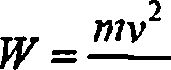 W = mv²